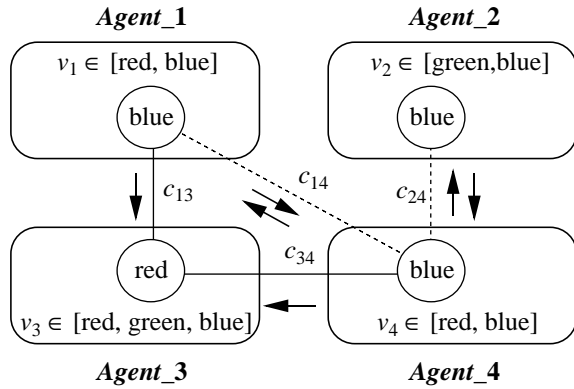 Agent_1
Agent_2
v1 ∈ [red, blue]
v2 ∈ [green,blue]
blue
blue
c13
c14
c24
c34
red
blue
v3 ∈ [red, green, blue]
v4 ∈ [red, blue]
Agent_3
Agent_4